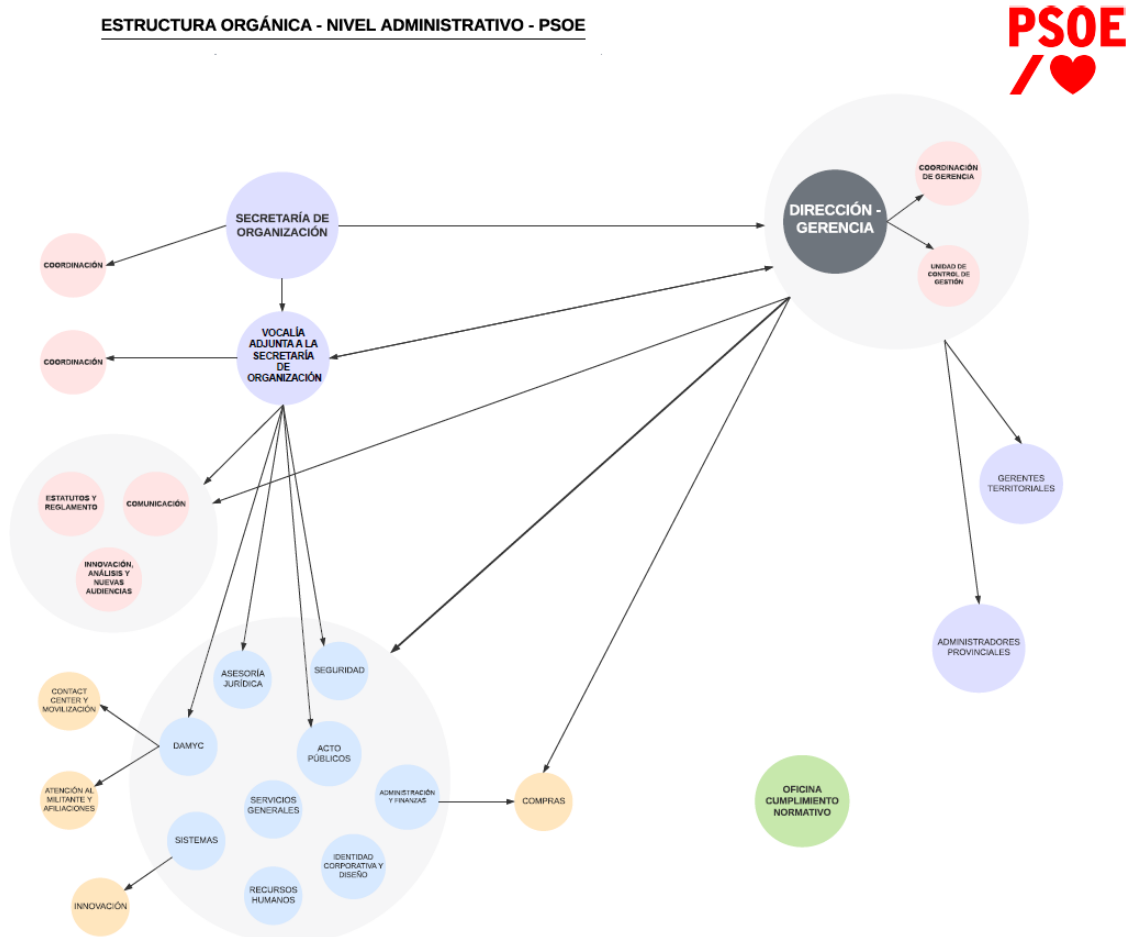 ESTRUCTURA ORGÁNICA - NIVEL ADMINISTRATIVO - PSOE
PSOE
SECRETARÍA DE
ORGANIZACIÓN
COORDINACIÓN
DIRECCIÓN -
GERENCIA
COORDINACIÓN
DE GERENCIA
UNIDAD DE
CONTROL DE
GESTIÓN
VOCALÍA
ADJUNTA A LA
SECRETARÍA
DE
ORGANIZACIÓN
COORDINACIÓN
GERENTES
TERRITORIALES
ADMINISTRADORES
PROVINCIALES
ESTATUTOS Y
REGLAMENTO
COMUNICACIÓN
INNOVACIÓN,
ANÁLISIS Y
NUEVAS
AUDIENCIAS
ASESORÍA
JURÍDICA
SEGURIDAD
CONTACT
CENTER Y
MOVILIZACIÓN
DAMYC
ACTO
PÚBLICOS
ATENCIÓN AL
MILITANTE Y
AFILIACIONES
SERVICIOS
GENERALES
ADMINISTRACIÓN
Y FINANZAS
COMPRAS
OFICINA
CUMPLIMIENTO
NORMATIVO
SISTEMAS
IDENTIDAD
CORPORATIVA Y
DISEÑO
RECURSOS
HUMANOS
INNOVACIÓN